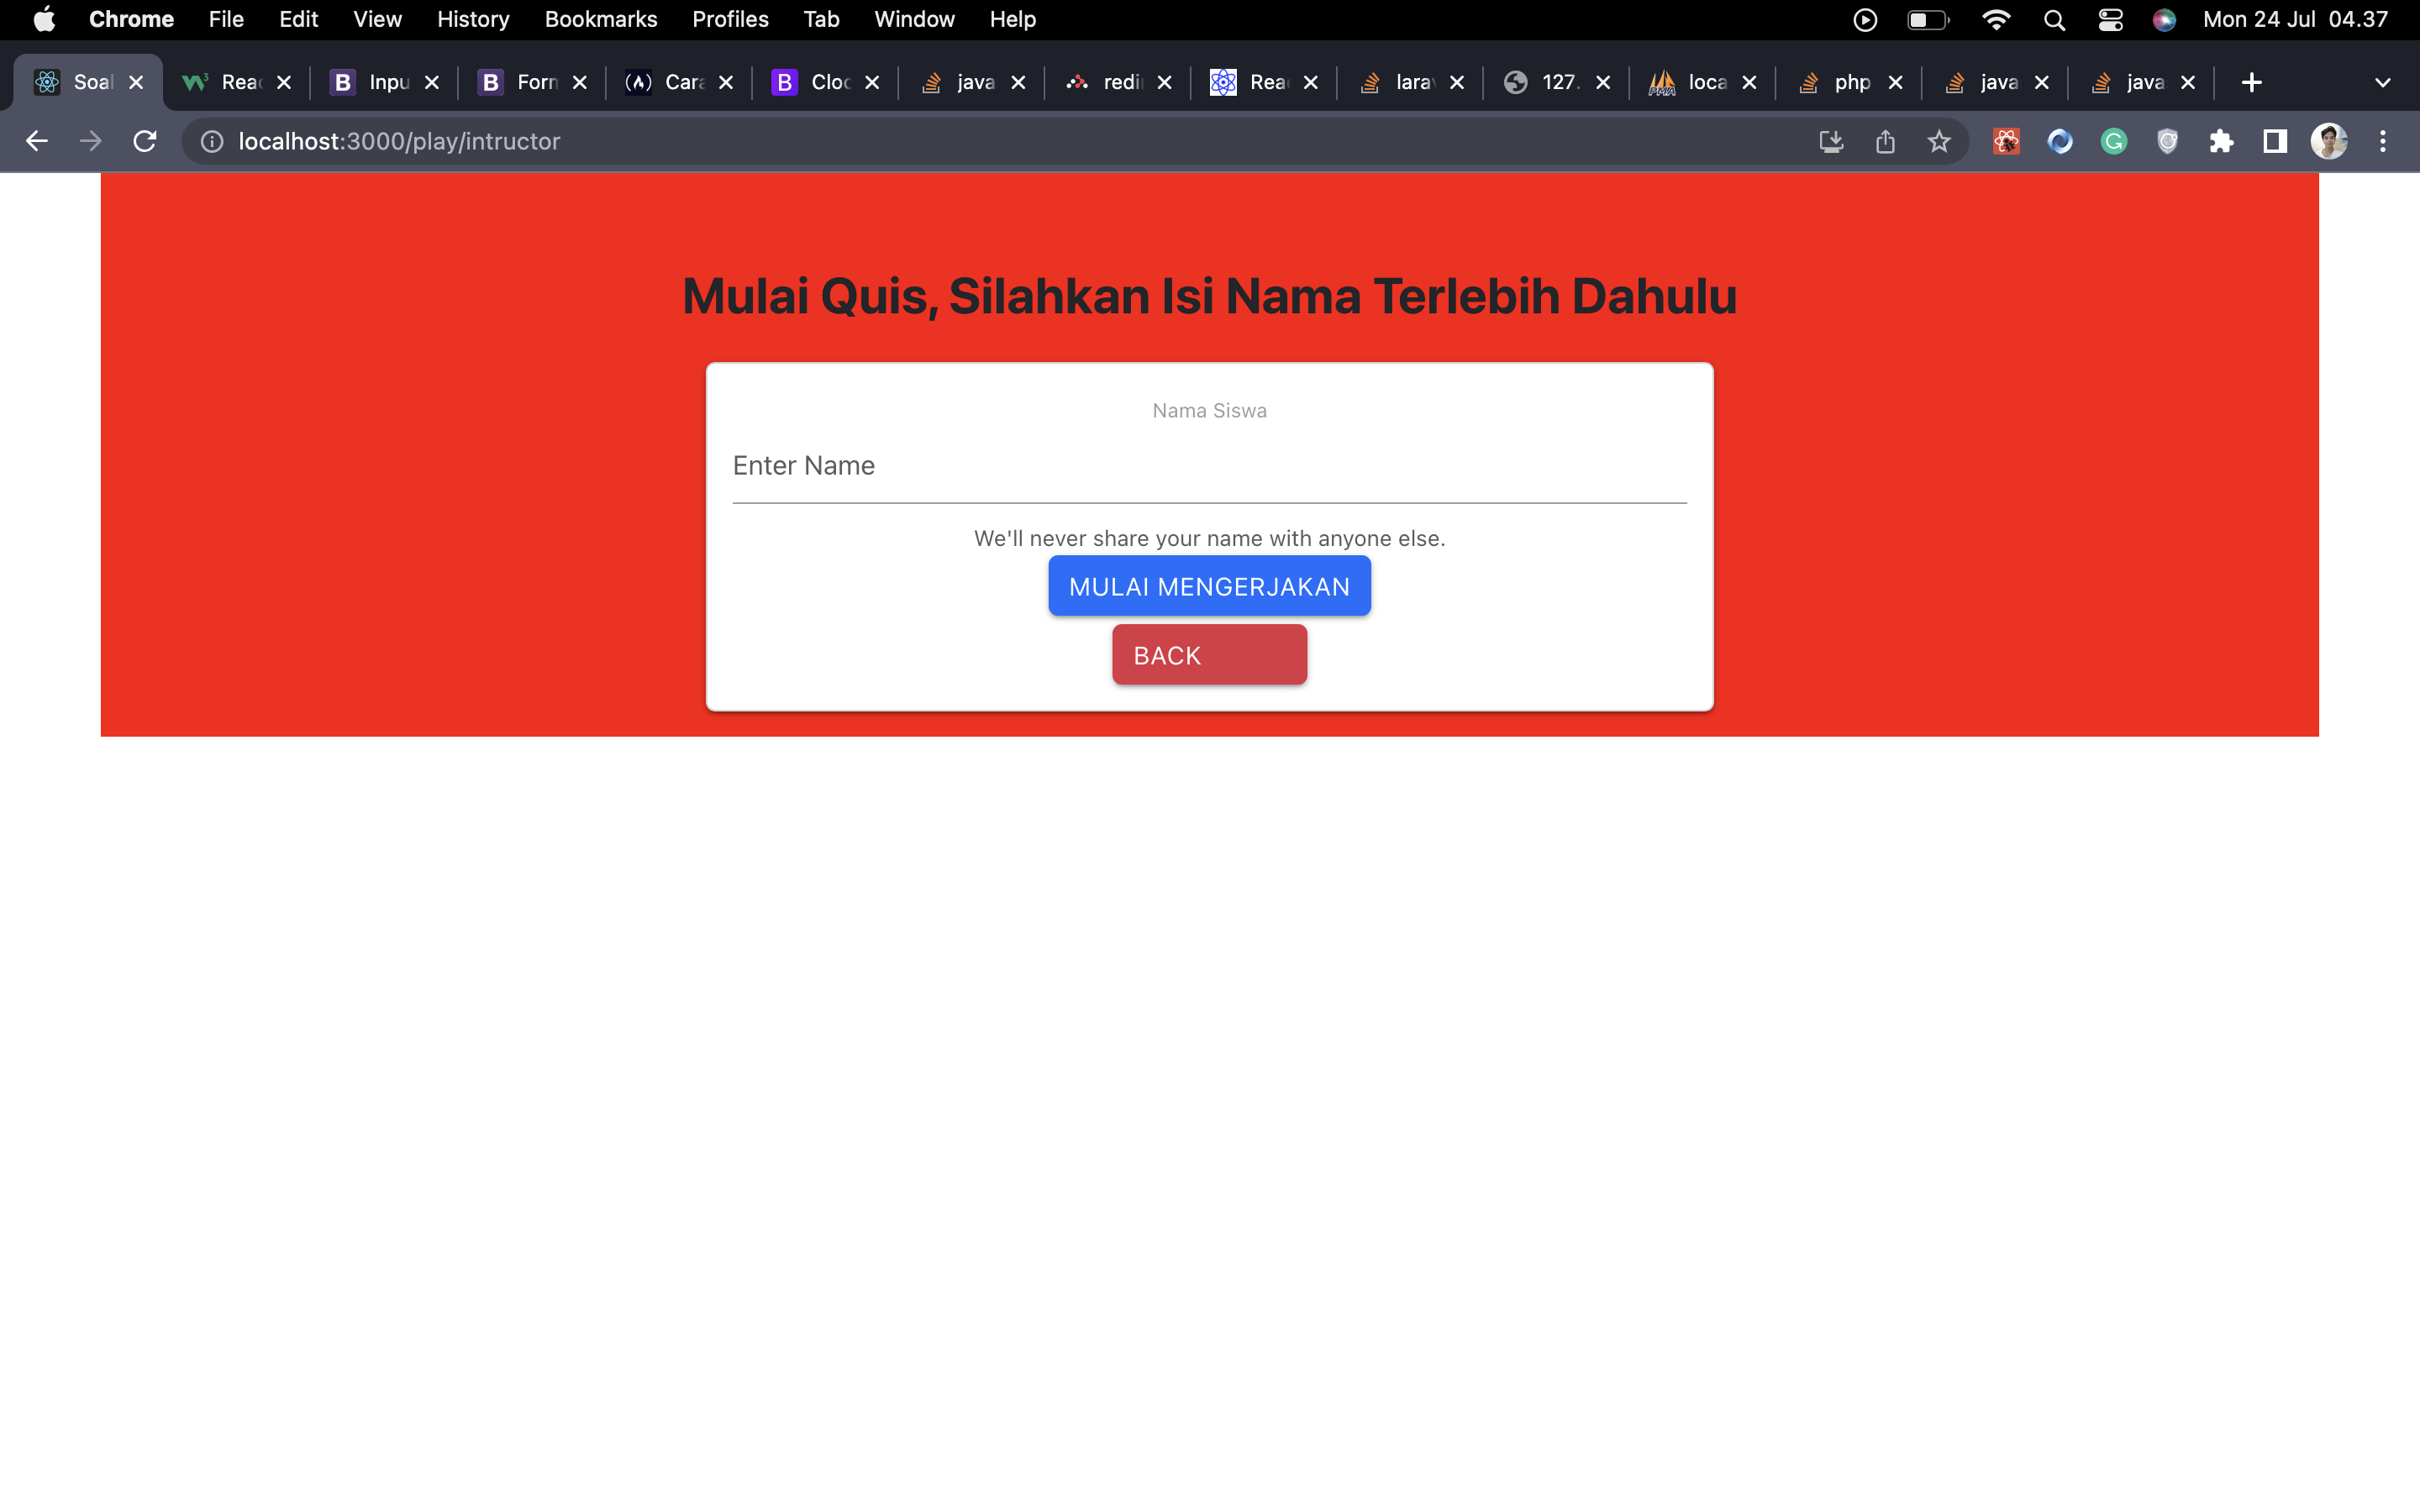 Chrome File Edit View History Bookmarks Profiles Tab Window Help Mon 24 Jul 04.37
Soal Reac Inpu Forn Cara Cloc java redi Rea lara 127. loca php java java
localhost:3000/play/intructor
Mulai Quis, Silahkan Isi Nama Terlebih Dahulu
Nama Siswa
Enter Name
We'll never share your name with anyone else.
MULAI MENGERJAKAN
BACK